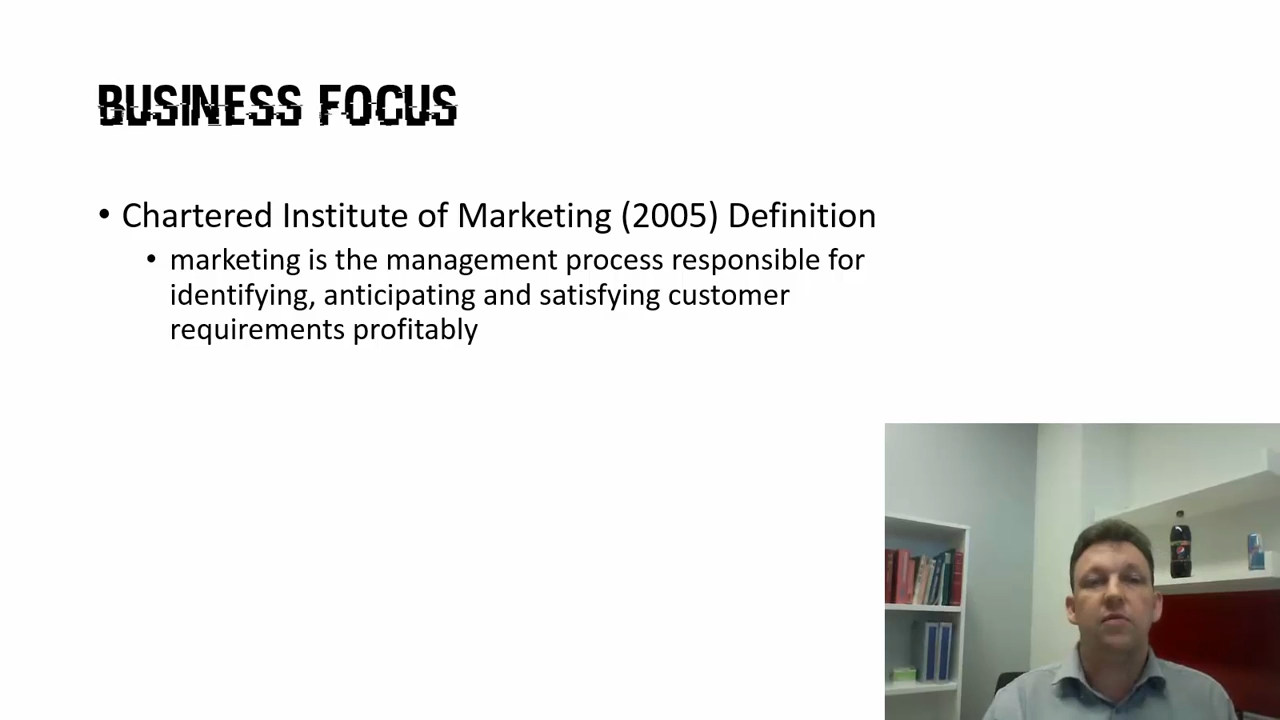 BUSINESS FOCUS
• Chartered Institute of Marketing (2005) Definition
• marketing is the management process responsible for
identifying, anticipating and satisfying customer
requirements profitably